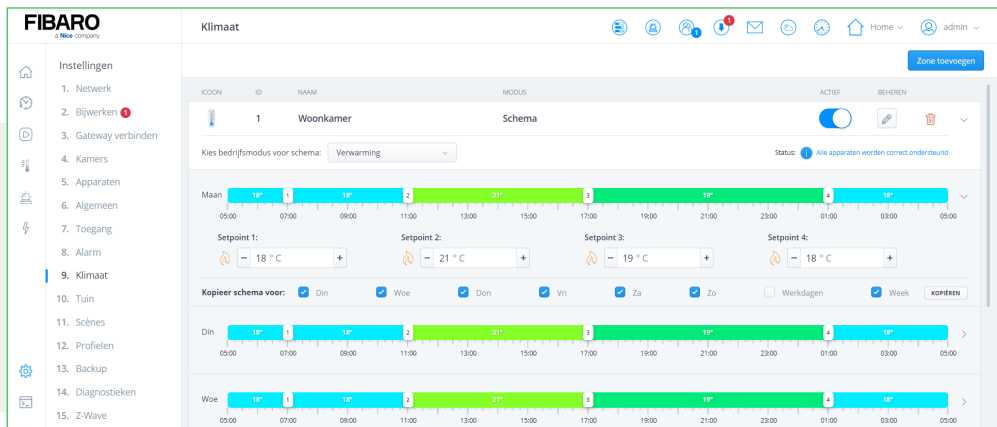 FIBARO
a Nice company
Klimaat
1
1
Home
admin
Instellingen
1. Netwerk
2. Bijwerken 1
3. Gateway verbinden
4. Kamers
5. Apparaten
6. Algemeen
7. Toegang
8. Alarm
9. Klimaat
10. Tuin
11. Scènes
12. Profielen
13. Backup
14. Diagnostieken
15. Z-Wave
Zone toevoegen
ICOON ID NAAM MODUS ACTIEF BEHEREN
1 Woonkamer Schema
Kies bedrijfsmodus voor schema: Verwarming
Status: i Alle apparaten worden correct ondersteund
Maan 18° 1 18° 2 21° 3 19° 4 18°
05:00 07:00 09:00 11:00 13:00 15:00 17:00 19:00 21:00 23:00 01:00 03:00 05:00
Setpoint 1: Setpoint 2: Setpoint 3: Setpoint 4:
− 18 °C + − 21 °C + − 19 °C + − 18 °C +
Kopieer schema voor: Din Woe Don Vri Za Zo Werkdagen Week KOPIËREN
Din 18° 1 18° 2 21° 3 19° 4 18°
05:00 07:00 09:00 11:00 13:00 15:00 17:00 19:00 21:00 23:00 01:00 03:00 05:00
Woe 18° 1 18° 2 21° 3 19° 4 18°
05:00 07:00 09:00 11:00 13:00 15:00 17:00 19:00 21:00 23:00 01:00 03:00 05:00